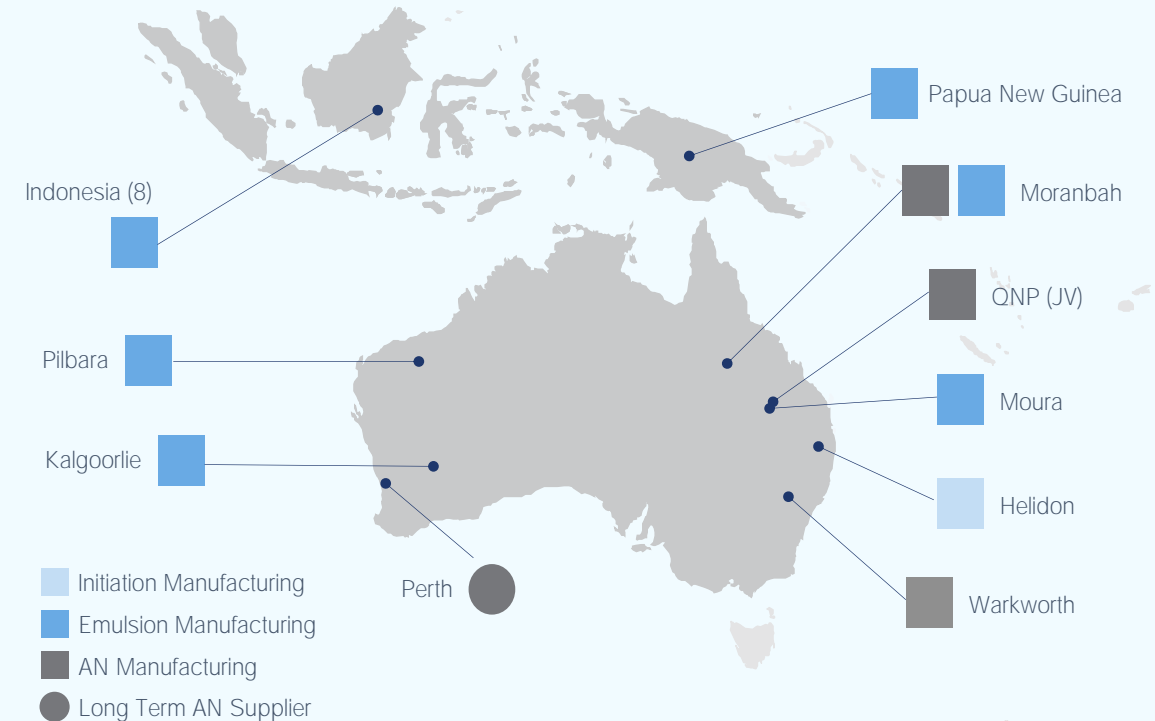 Papua New Guinea
Indonesia (8)
Moranbah
QNP (JV)
Pilbara
Moura
Kalgoorlie
Helidon
Perth
Warkworth
Initiation Manufacturing
Emulsion Manufacturing
AN Manufacturing
Long Term AN Supplier